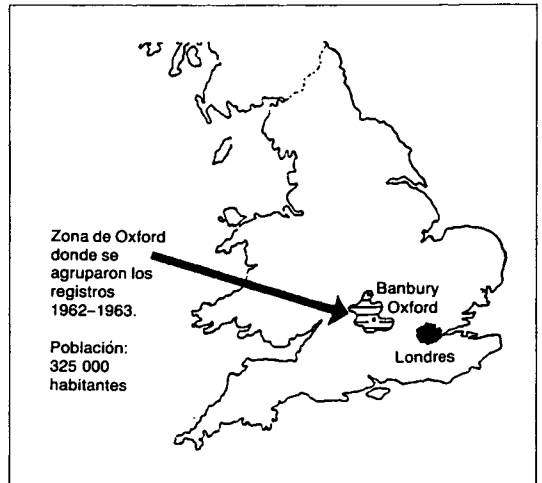 Zona de Oxford
donde se
agruparon los
registros
1962–1963.
Población:
325 000
habitantes
Banbury
Oxford
Londres